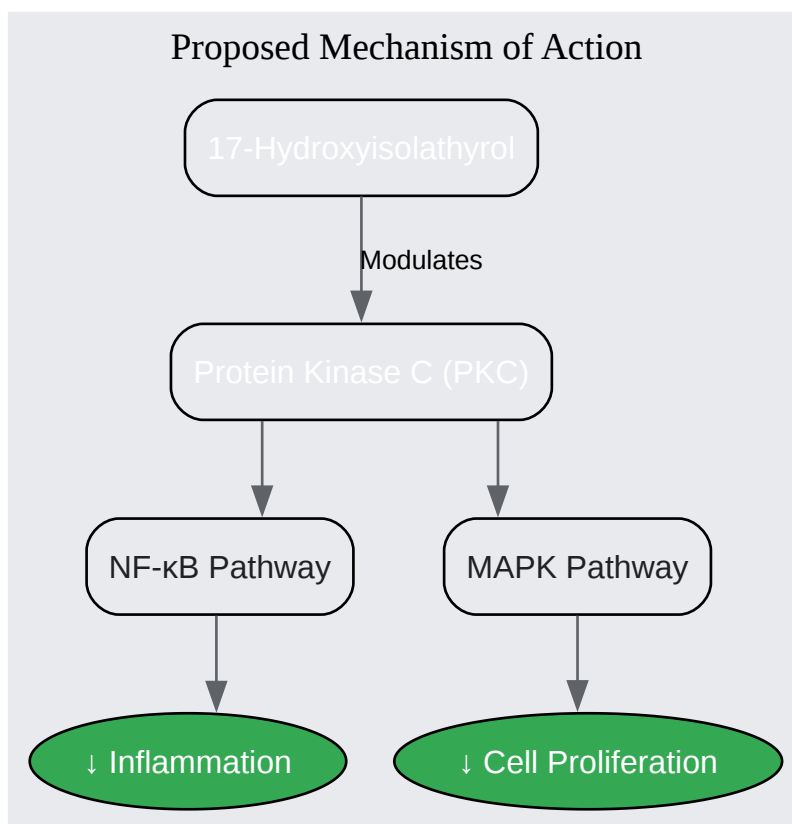 Proposed Mechanism of Action
17-Hydroxyisolathyrol
Modulates
Protein Kinase C (PKC)
NF-κB Pathway
MAPK Pathway
↓ Inflammation
↓ Cell Proliferation